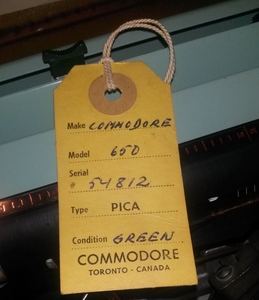 Make COMMODORE
Model 650
Serial
# 54812
Type PICA
Condition GREEN
COMMODORE
TORONTO - CANADA